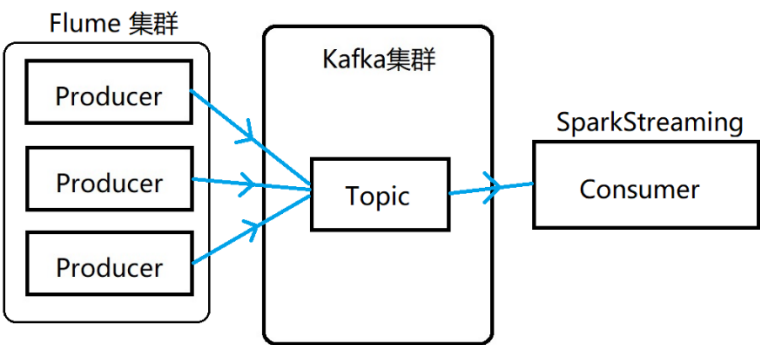 Flume 集群
Producer
Producer
Producer
Kafka集群
Topic
SparkStreaming
Consumer